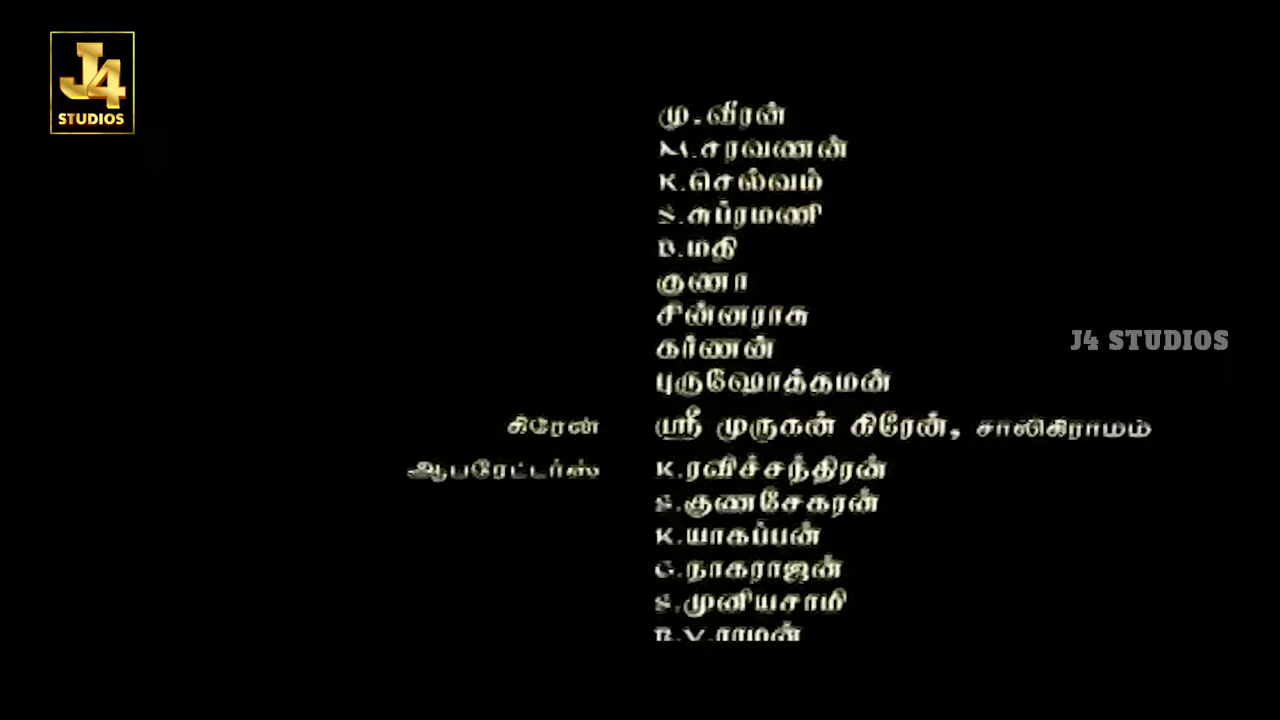 J4
STUDIOS
மு.வீரன்
M.சரவணன்
K.செல்வம்
S.சுப்ரமணி
B.மதி
குணா
சின்னராசு
கர்ணன்
புருஷோத்தமன்
J4 STUDIOS
கிரேன் ஸ்ரீ முருகன் கிரேன், சாலிகிராமம்
ஆபரேட்டர்ஸ் K.ரவிச்சந்திரன்
S.குணசேகரன்
K.யாகப்பன்
G.நாகராஜன்
S.முனியசாமி
B.V.ராமன்